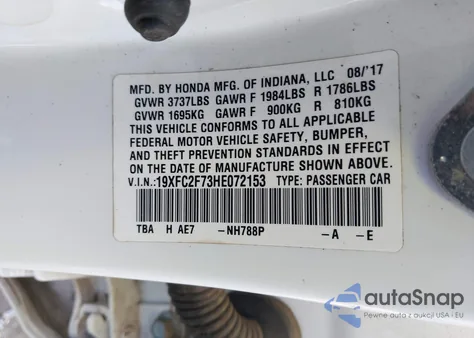 MFD. BY HONDA MFG. OF INDIANA, LLC 08/'17
GVWR 3737LBS GAWR F 1984LBS R 1786LBS
GVWR 1695KG GAWR F 900KG R 810KG
THIS VEHICLE CONFORMS TO ALL APPLICABLE
FEDERAL MOTOR VEHICLE SAFETY, BUMPER,
AND THEFT PREVENTION STANDARDS IN EFFECT
ON THE DATE OF MANUFACTURE SHOWN ABOVE.
V.I.N.:19XFC2F73HE072153 TYPE: PASSENGER CAR
TBA H AE7 -NH788P -A -E
autoSnap
Pewne auta z aukcji USA i EU